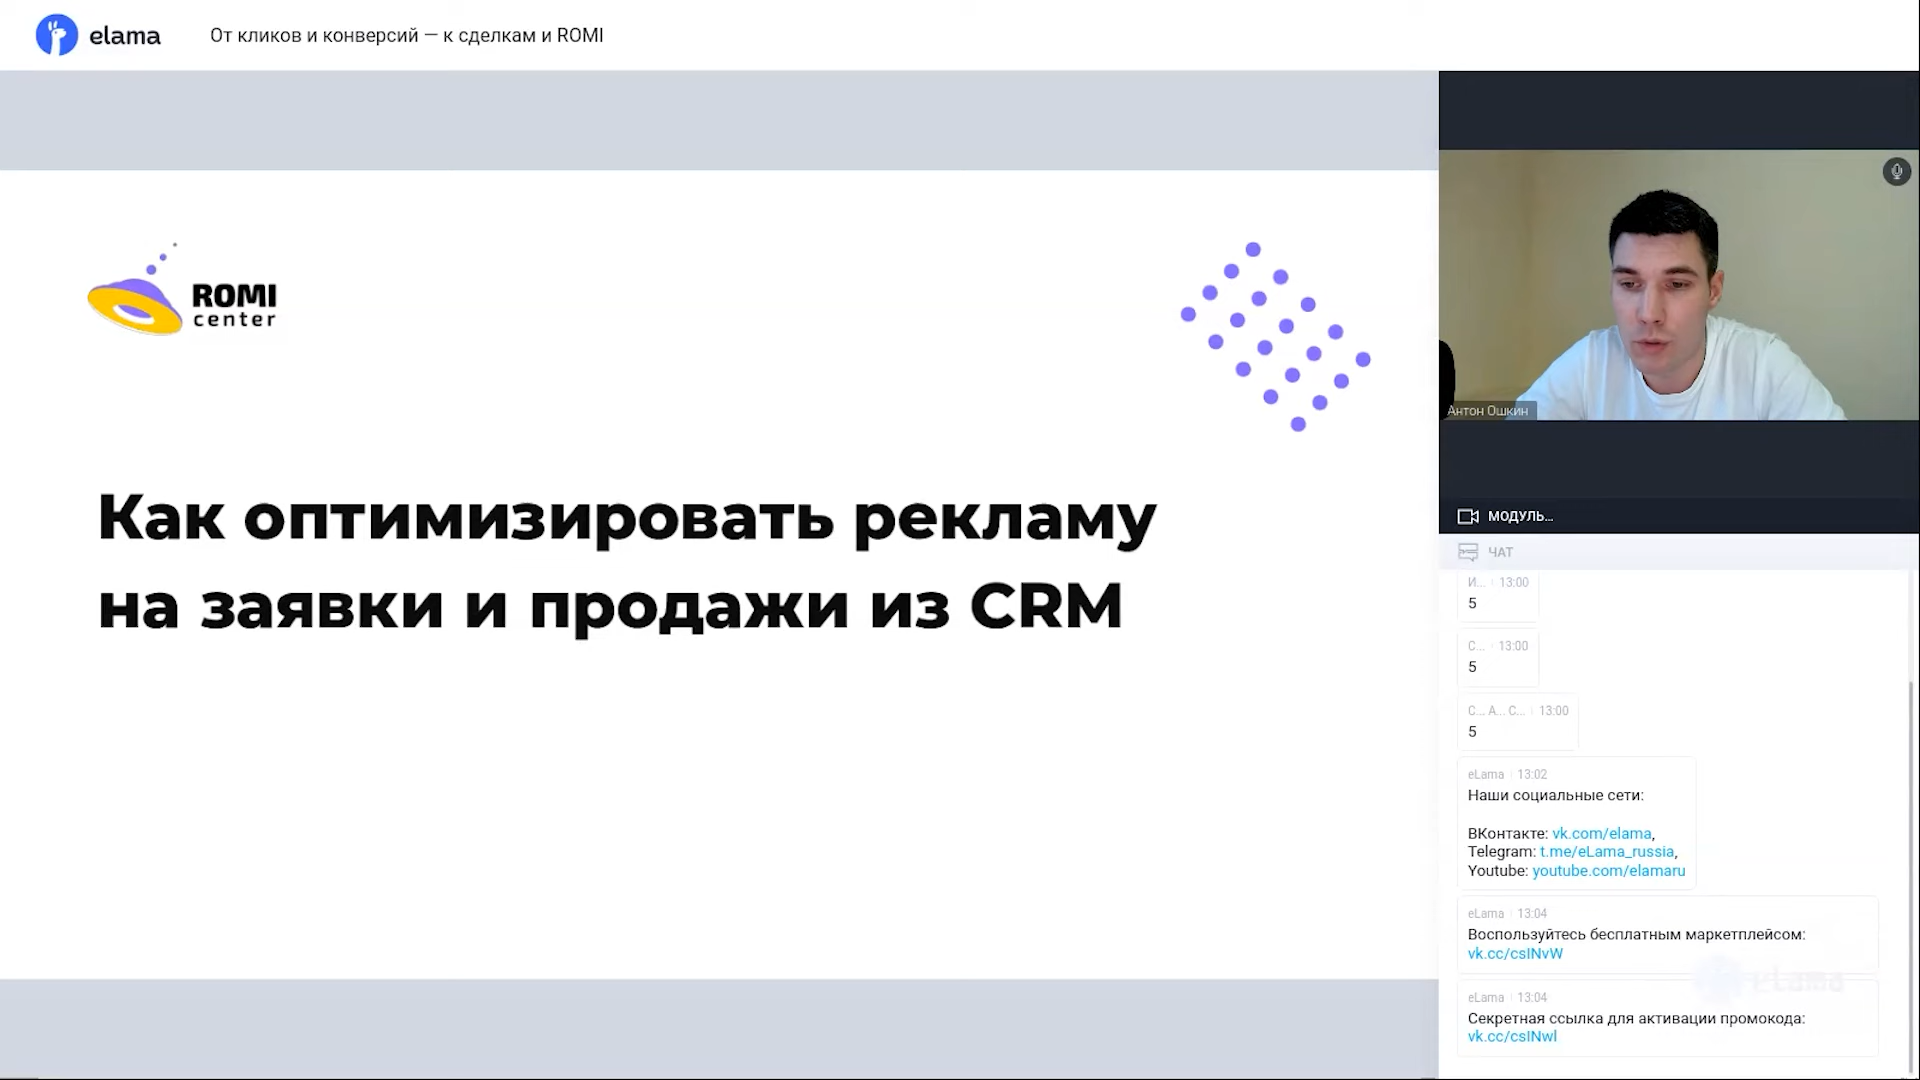 elama
От кликов и конверсий — к сделкам и ROMI
ROMI
center
Как оптимизировать рекламу
на заявки и продажи из CRM
Антон Ошкин
МОДУЛЬ...
ЧАТ
И... 13:00
5
С... 13:00
5
С... А... С... 13:00
5
eLama 13:02
Наши социальные сети:
ВКонтакте: vk.com/elama,
Telegram: t.me/eLama_russia,
Youtube: youtube.com/elamaru
eLama 13:04
Воспользуйтесь бесплатным маркетплейсом:
vk.cc/csINvW
eLama
eLama 13:04
Секретная ссылка для активации промокода:
vk.cc/csINwl